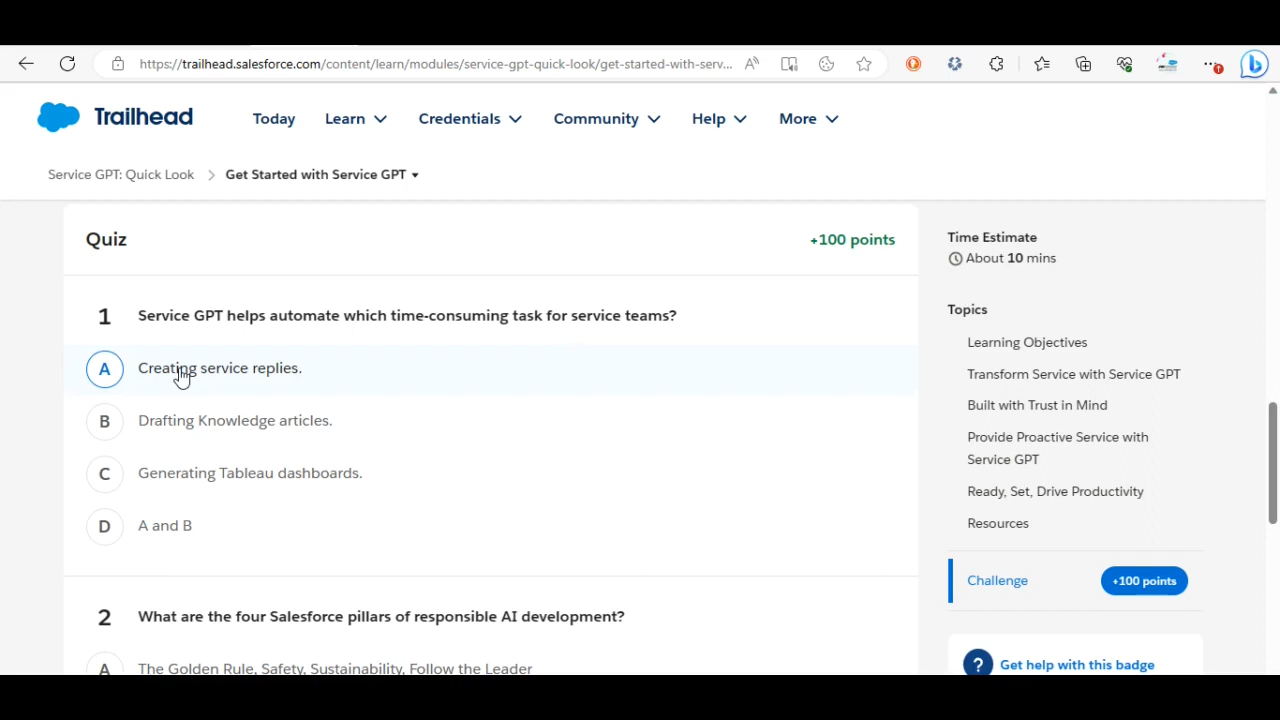 https://trailhead.salesforce.com/content/learn/modules/service-gpt-quick-look/get-started-with-serv...
Trailhead
Today Learn Credentials Community Help More
Service GPT: Quick Look > Get Started with Service GPT
Quiz +100 points
1 Service GPT helps automate which time-consuming task for service teams?
A Creating service replies.
B Drafting Knowledge articles.
C Generating Tableau dashboards.
D A and B
2 What are the four Salesforce pillars of responsible AI development?
A The Golden Rule, Safety, Sustainability, Follow the Leader
Time Estimate
About 10 mins
Topics
Learning Objectives
Transform Service with Service GPT
Built with Trust in Mind
Provide Proactive Service with
Service GPT
Ready, Set, Drive Productivity
Resources
Challenge +100 points
? Get help with this badge